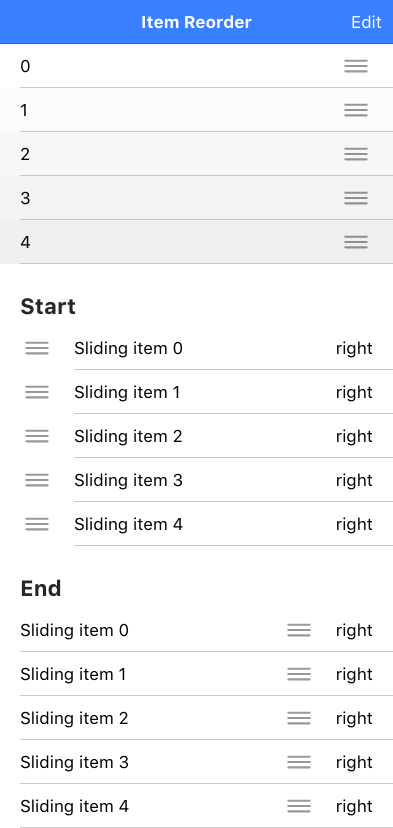 Item Reorder Edit
0
1
2
3
4
Start
Sliding item 0 right
Sliding item 1 right
Sliding item 2 right
Sliding item 3 right
Sliding item 4 right
End
Sliding item 0 right
Sliding item 1 right
Sliding item 2 right
Sliding item 3 right
Sliding item 4 right